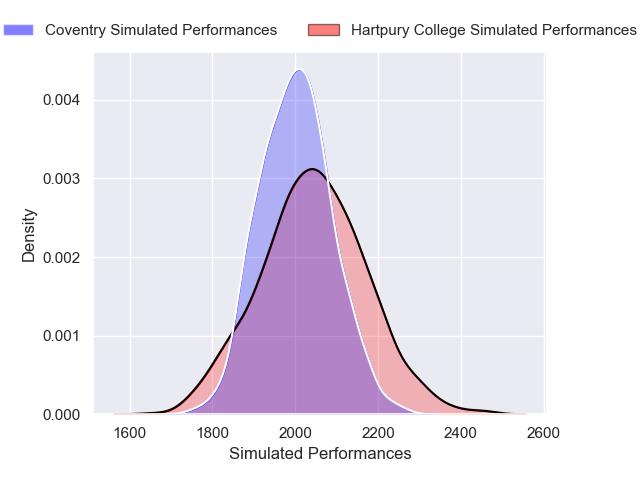 Coventry Simulated Performances
Hartpury College Simulated Performances
0.004
0.003
0.002
0.001
0.000
Density
1600 1800 2000 2200 2400 2600
Simulated Performances